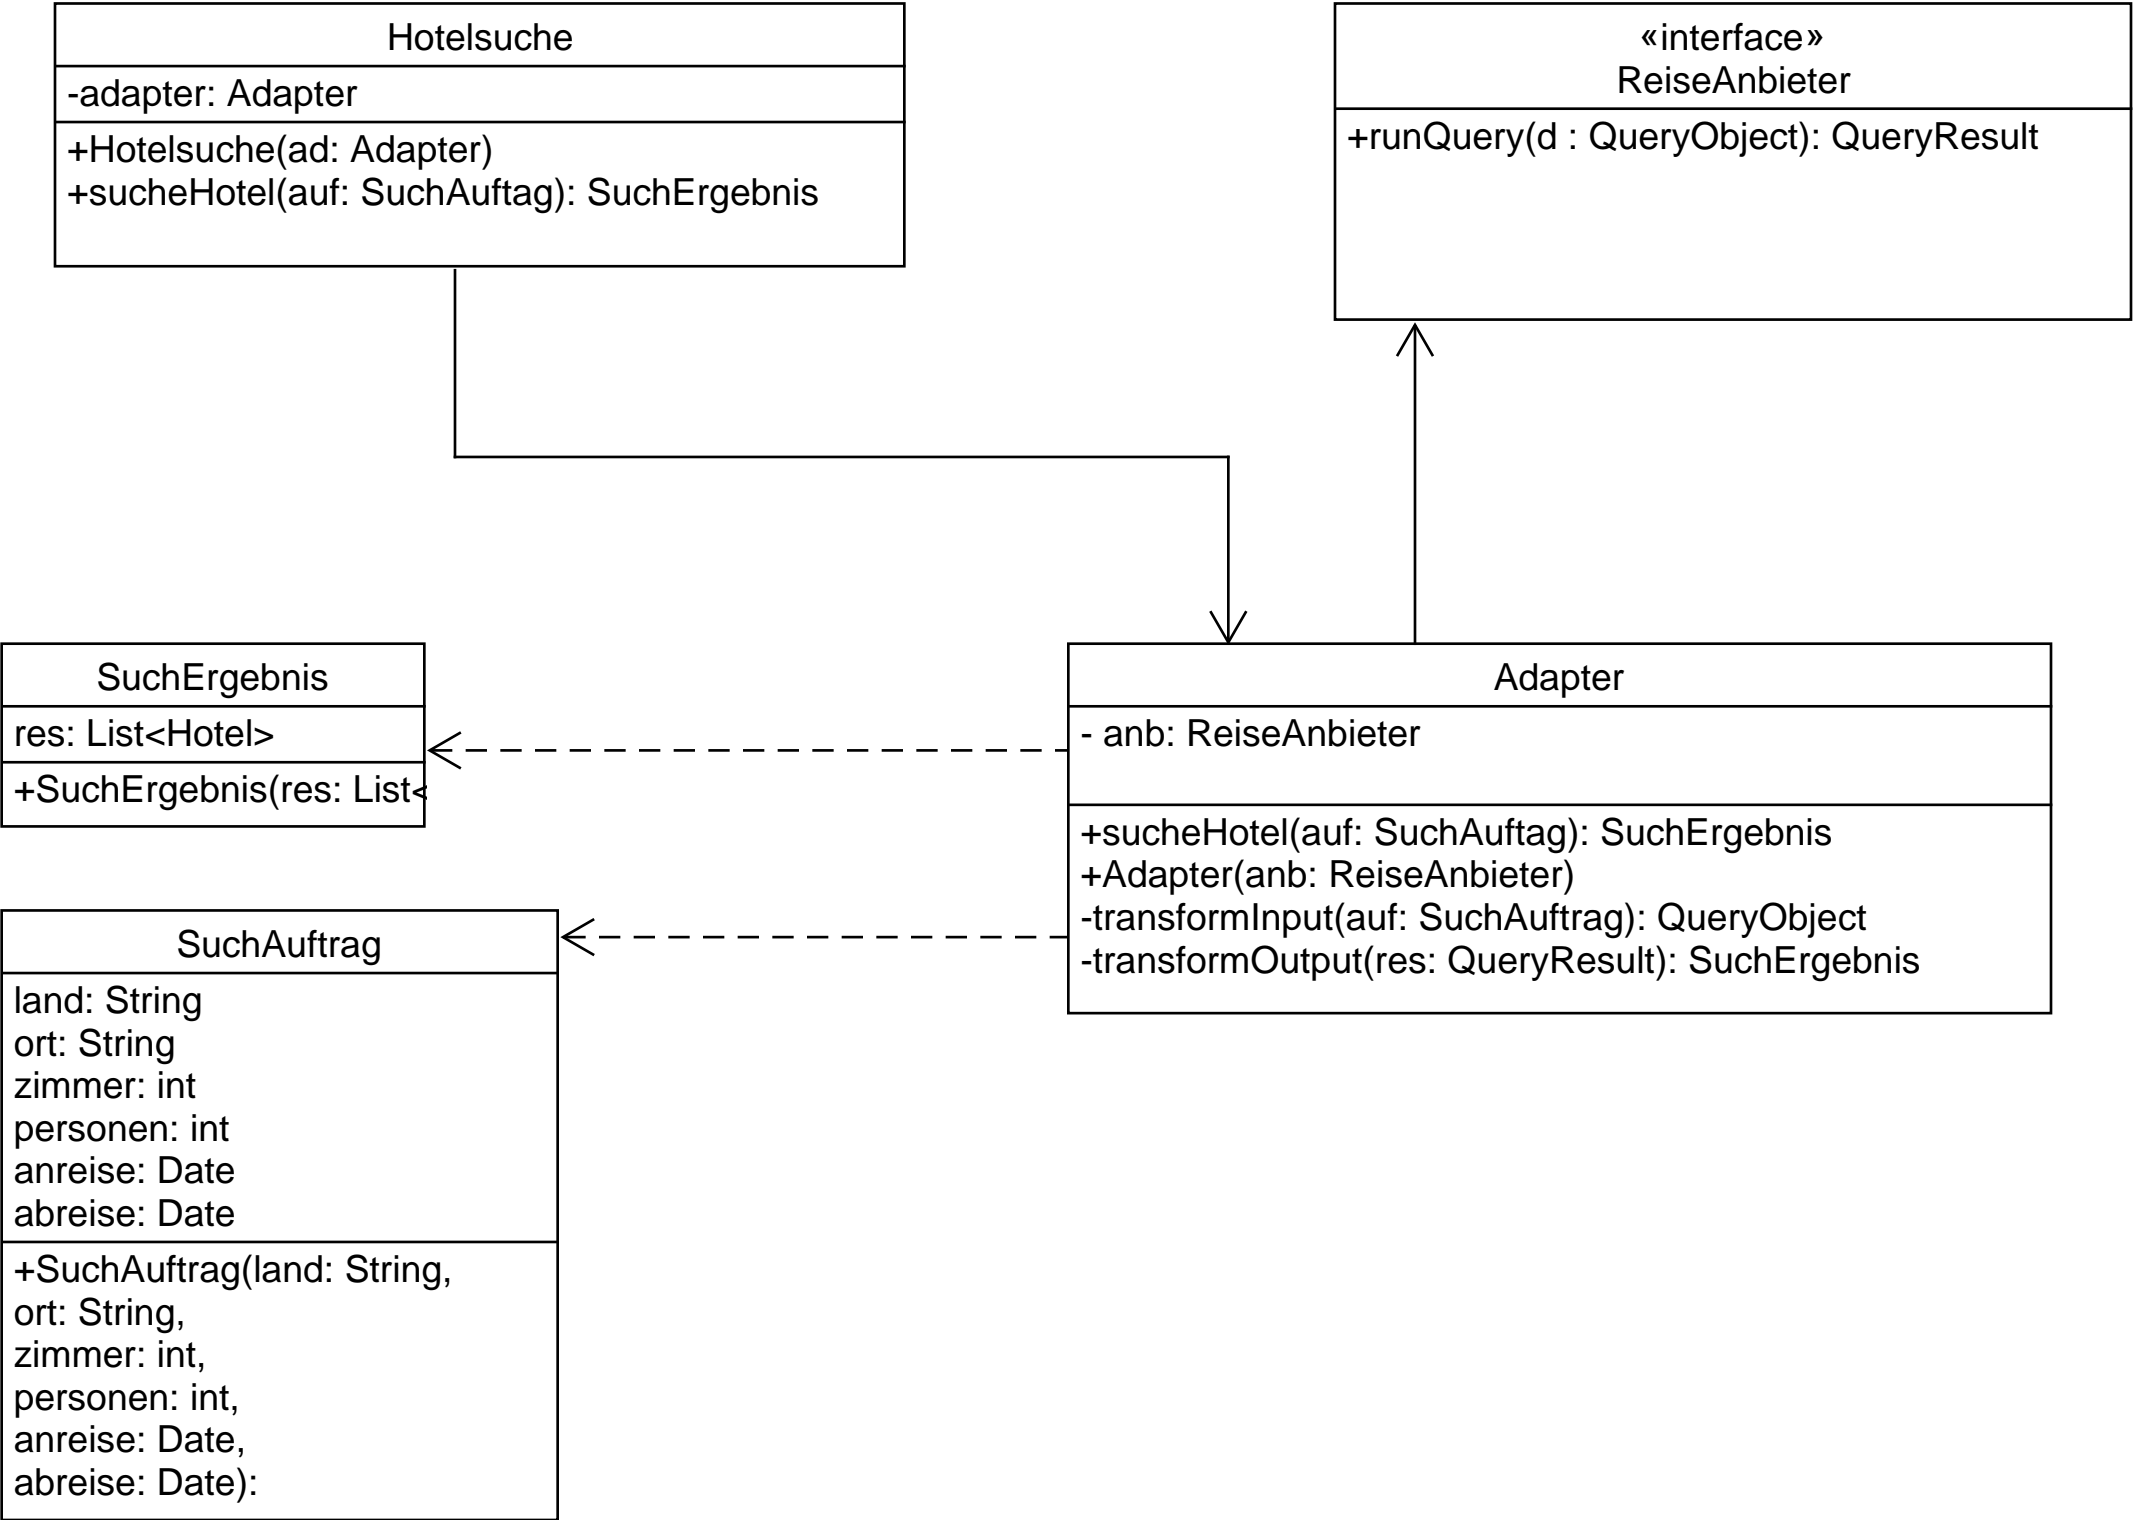 Hotelsuche
-adapter: Adapter
+Hotelsuche(ad: Adapter)
+sucheHotel(auf: SuchAuftag): SuchErgebnis
«interface»
ReiseAnbieter
+runQuery(d : QueryObject): QueryResult
SuchErgebnis
res: List<Hotel>
+SuchErgebnis(res: List<
Adapter
- anb: ReiseAnbieter
+sucheHotel(auf: SuchAuftag): SuchErgebnis
+Adapter(anb: ReiseAnbieter)
-transformInput(auf: SuchAuftrag): QueryObject
-transformOutput(res: QueryResult): SuchErgebnis
SuchAuftrag
land: String
ort: String
zimmer: int
personen: int
anreise: Date
abreise: Date
+SuchAuftrag(land: String,
ort: String,
zimmer: int,
personen: int,
anreise: Date,
abreise: Date):